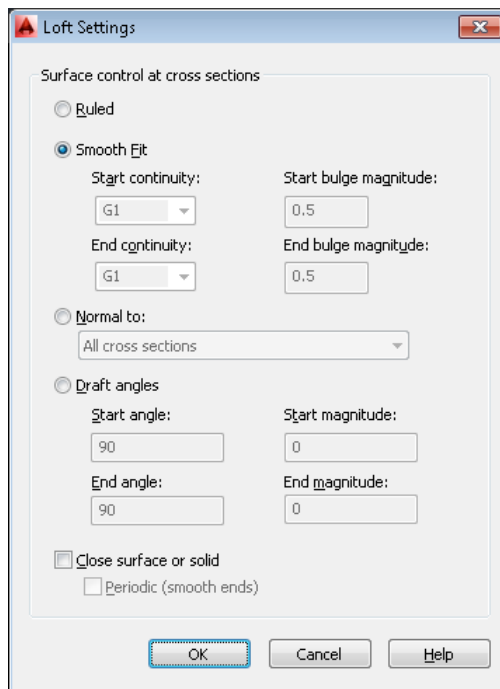 Loft Settings
Surface control at cross sections
Ruled
Smooth Fit
Start continuity: Start bulge magnitude:
G1 0.5
End continuity: End bulge magnitude:
G1 0.5
Normal to:
All cross sections
Draft angles
Start angle: Start magnitude:
90 0
End angle: End magnitude:
90 0
Close surface or solid
Periodic (smooth ends)
OK Cancel Help